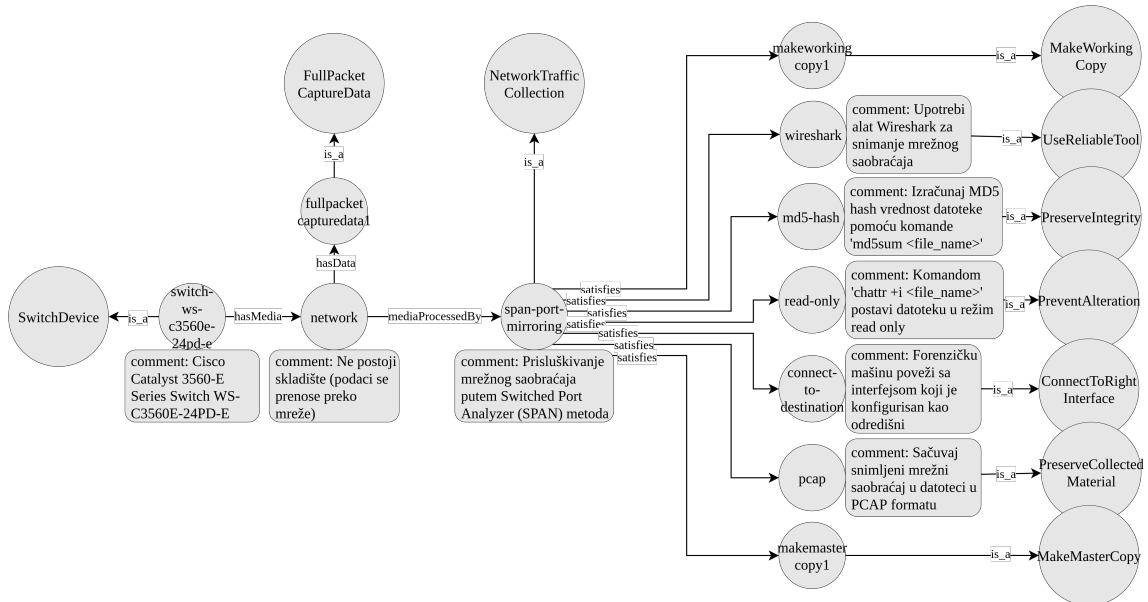 FullPacket
CaptureData
is_a
fullpacket
capturedata1
hasData
SwitchDevice
is_a
switch-
ws-
c3560e-
24pd-e
comment: Cisco
Catalyst 3560-E
Series Switch WS-
C3560E-24PD-E
hasMedia
network
comment: Ne postoji
skladište (podaci se
prenose preko
mreže)
mediaProcessedBy
NetworkTraffic
Collection
is_a
span-port-
mirroring
comment: Prisluškivanje
mrežnog saobraćaja
putem Switched Port
Analyzer (SPAN) metoda
satisfies
satisfies
satisfies
satisfies
satisfies
satisfies
satisfies
makeworking
copy1
is_a
MakeWorking
Copy
wireshark
comment: Upotrebi
alat Wireshark za
snimanje mrežnog
saobraćaja
is_a
UseReliableTool
md5-hash
comment: Izračunaj MD5
hash vrednost datoteke
pomoću komande
'md5sum <file_name>'
is_a
PreserveIntegrity
read-only
comment: Komandom
'chattr +i <file_name>'
postavi datoteku u režim
read only
is_a
PreventAlteration
connect-
to-
destination
comment: Forenzičku
mašinu poveži sa
interfejsom koji je
konfigurisan kao
odredišni
is_a
ConnectToRight
Interface
pcap
comment: Sačuvaj
snimljeni mrežni
saobraćaj u datoteci u
PCAP formatu
is_a
PreserveCollected
Material
makemaster
copy1
is_a
MakeMasterCopy